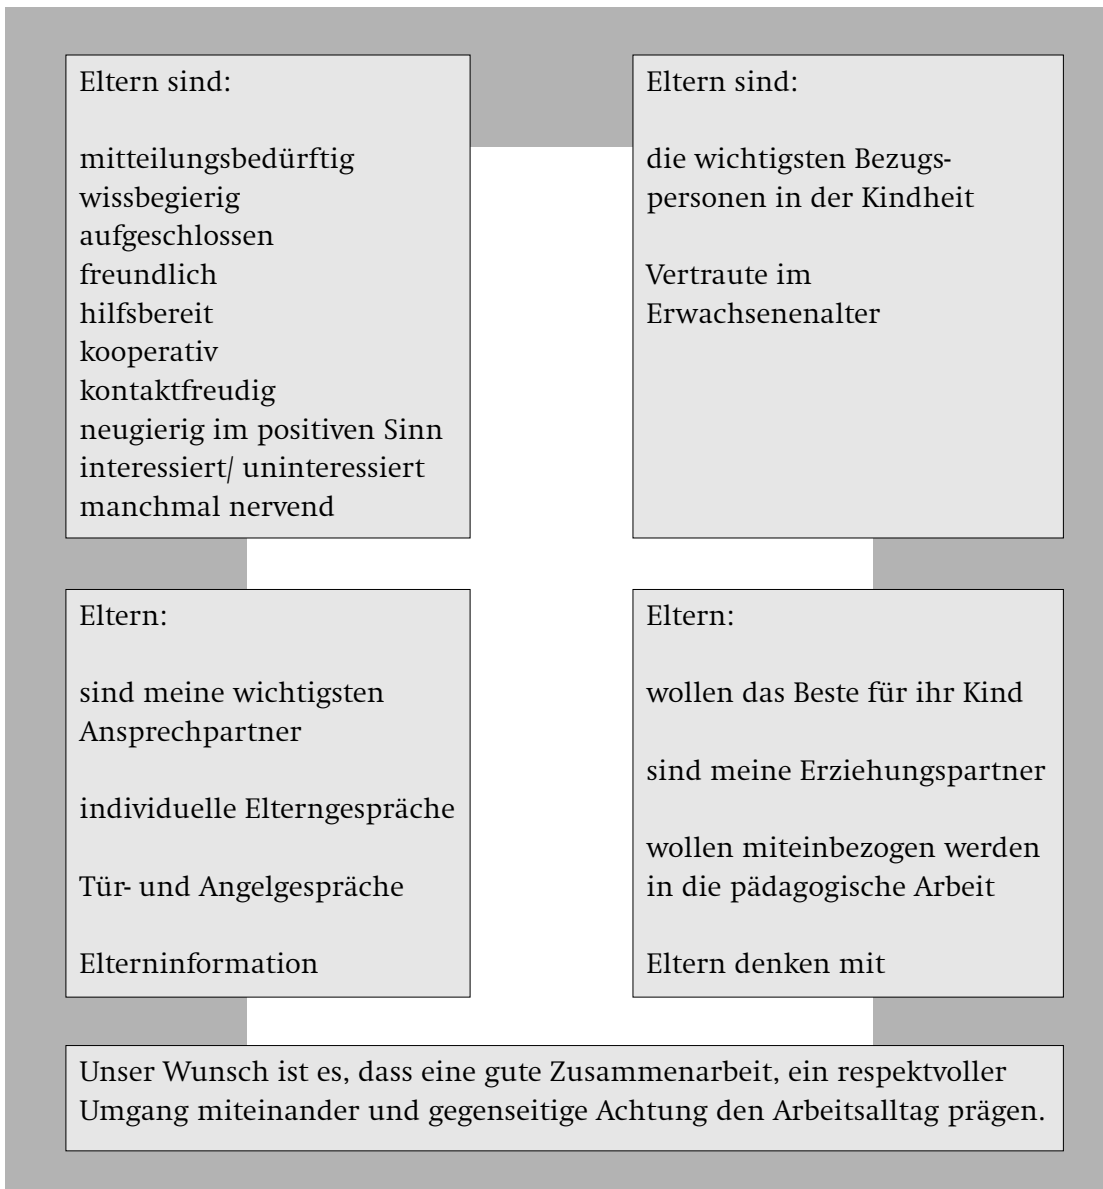 Eltern sind:
mitteilungsbedürftig
wissbegierig
aufgeschlossen
freundlich
hilfsbereit
kooperativ
kontaktfreudig
neugierig im positiven Sinn
interessiert/ uninteressiert
manchmal nervend
Eltern sind:
die wichtigsten Bezugs-
personen in der Kindheit
Vertraute im
Erwachsenenalter
Eltern:
sind meine wichtigsten
Ansprechpartner
individuelle Elterngespräche
Tür- und Angelgespräche
Elterninformation
Eltern:
wollen das Beste für ihr Kind
sind meine Erziehungspartner
wollen miteinbezogen werden
in die pädagogische Arbeit
Eltern denken mit
Unser Wunsch ist es, dass eine gute Zusammenarbeit, ein respektvoller
Umgang miteinander und gegenseitige Achtung den Arbeitsalltag prägen.